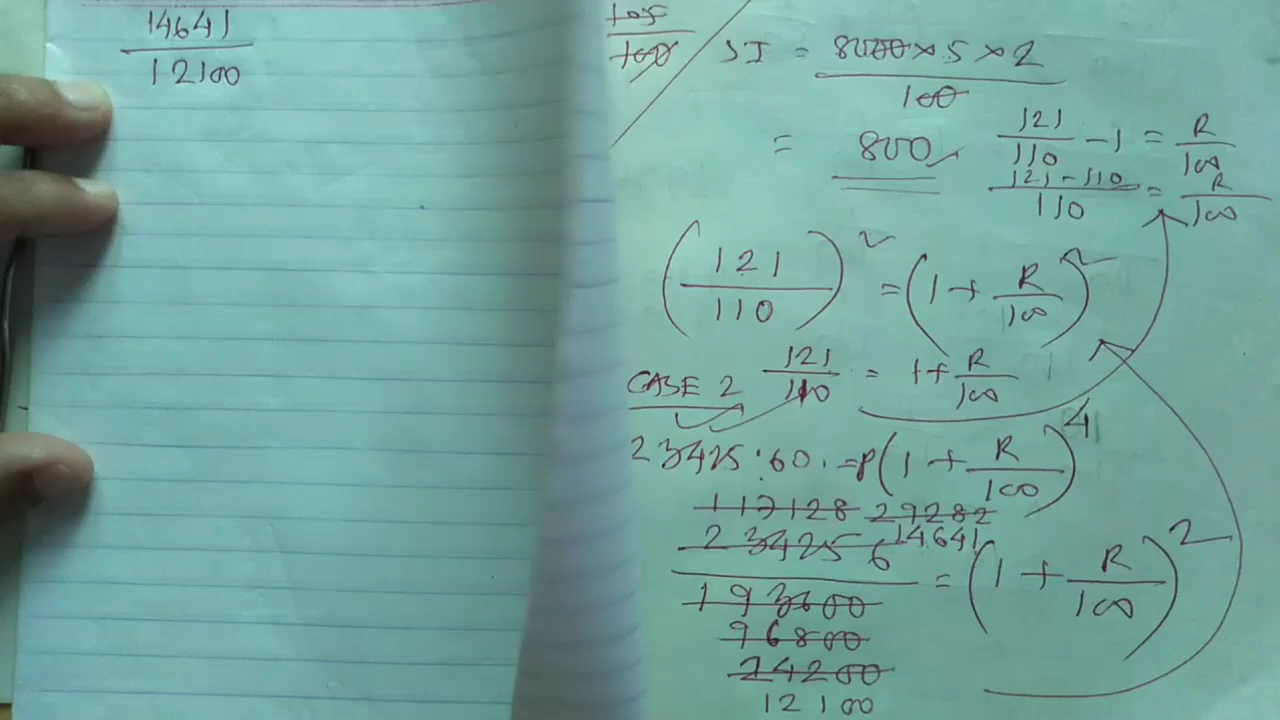 14641
12100
100
SI = 8000 × 5 × 2
100
= 800
121/110 - 1 = R/100
121 - 110/110 = R/100
(121/110)² = (1 + R/100)²
CASE 2 121/110 = 1 + R/100
23425.60. = P(1 + R/100)4
117128 29282
234256 14641
= (1 + R/100)2
193600
96800
24200
12100